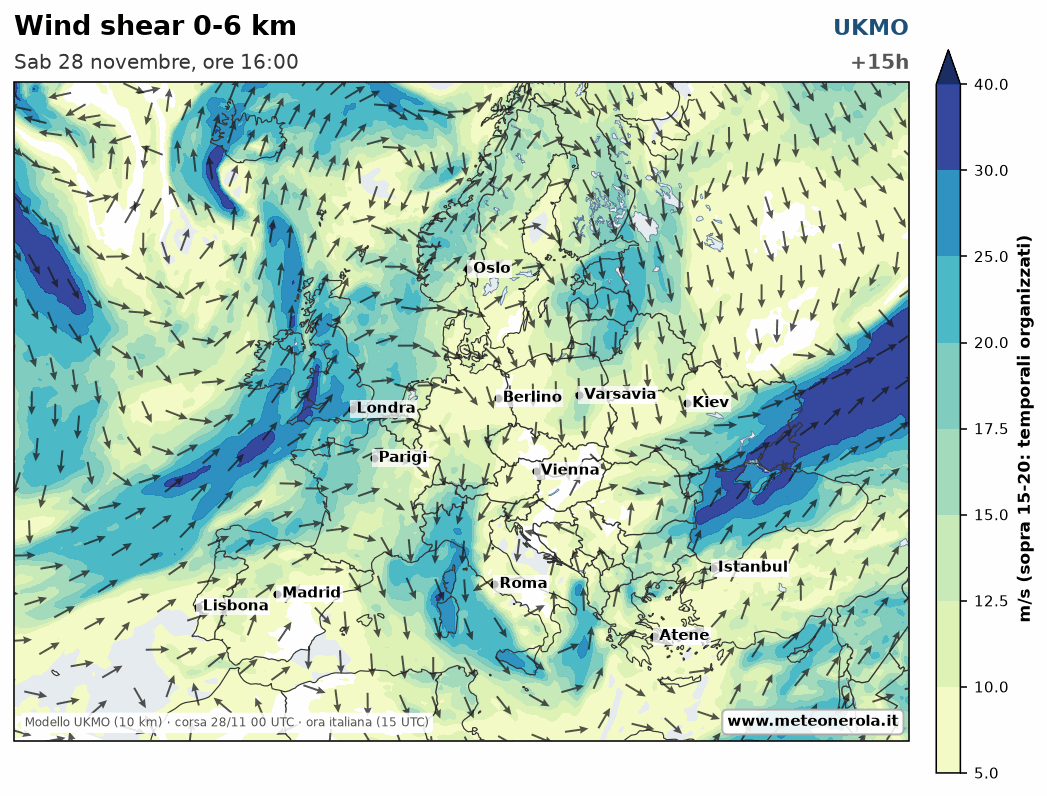 Wind shear 0-6 km
UKMO
Sab 28 novembre, ore 16:00
+15h
40.0
30.0
25.0
20.0
17.5
15.0
12.5
10.0
5.0
m/s (sopra 15-20: temporali organizzati)
Oslo
Berlino
Varsavia
Kiev
Londra
Parigi
Vienna
Istanbul
Roma
Madrid
Lisbona
Atene
Modello UKMO (10 km) · corsa 28/11 00 UTC · ora italiana (15 UTC)
www.meteonerola.it